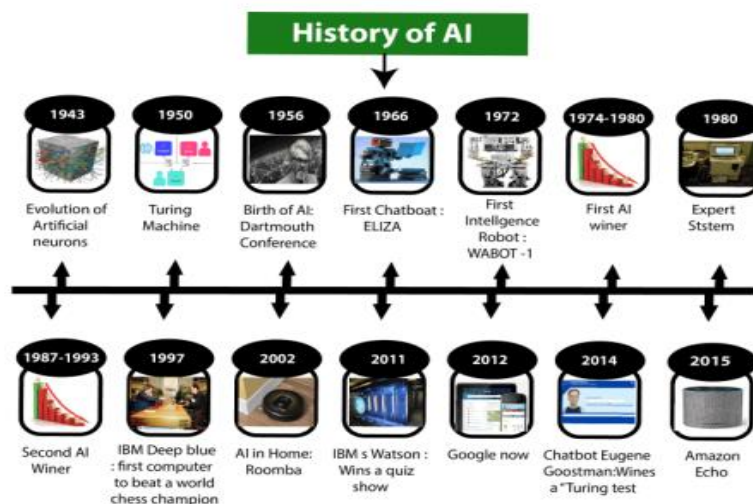 History of AI
1943
1950
1956
1966
1972
1974-1980
1980
Evolution of
Artificial
neurons
Turing
Machine
Birth of AI:
Dartmouth
Conference
First Chatboat :
ELIZA
First
Intellgence
Robot :
WABOT -1
First AI
winer
Expert
Ststem
1987-1993
1997
2002
2011
2012
2014
2015
Second AI
Winer
IBM Deep blue
: first computer
to beat a world
chess champion
AI in Home:
Roomba
IBM s Watson :
Wins a quiz
show
Google now
Chatbot Eugene
Goostman:Wines
a "Turing test
Amazon
Echo